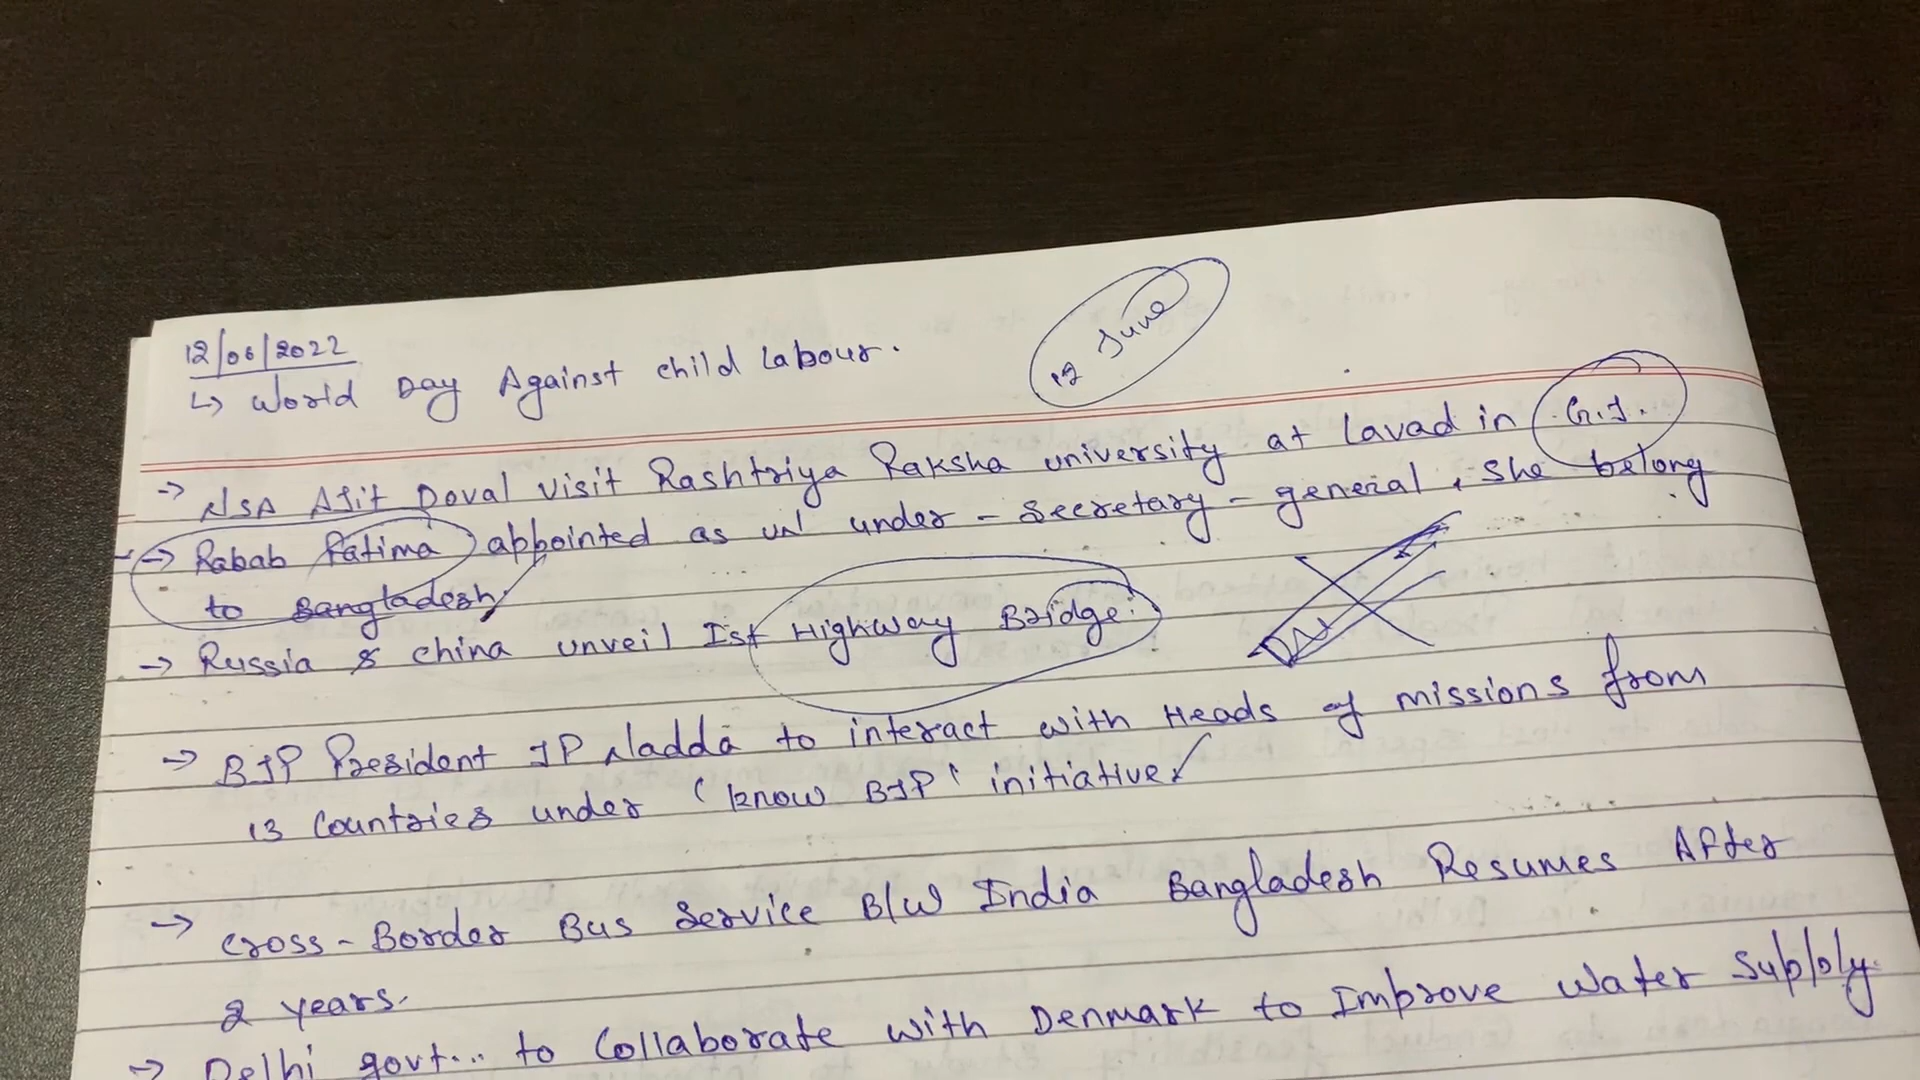 12/06/2022
12 June
↳ World Day Against child Labour.
→ NSA Ajit Doval visit Rashtriya Raksha university at Lavad in G.J.
→ Rabab Fatima appointed as UN under-secretary-general, she belong
to Bangladesh
→ Russia & china unveil Ist Highway Bridge.
→ BJP President JP Nadda to interact with Heads of missions from
13 Countries under 'know BJP' initiative
→ Cross-Border Bus Service B/W India Bangladesh Resumes After
2 years.
→ Delhi govt... to Collaborate with Denmark to Improve Water Supply.